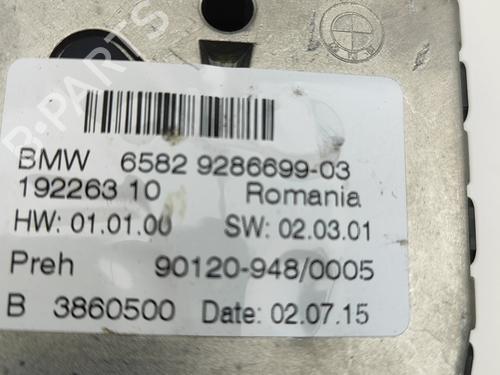 BMW 6582 9286699-03
192263 10 Romania
HW: 01.01.00 SW: 02.03.01
Preh 90120-948/0005
B 3860500 Date: 02.07.15
B-PARTS